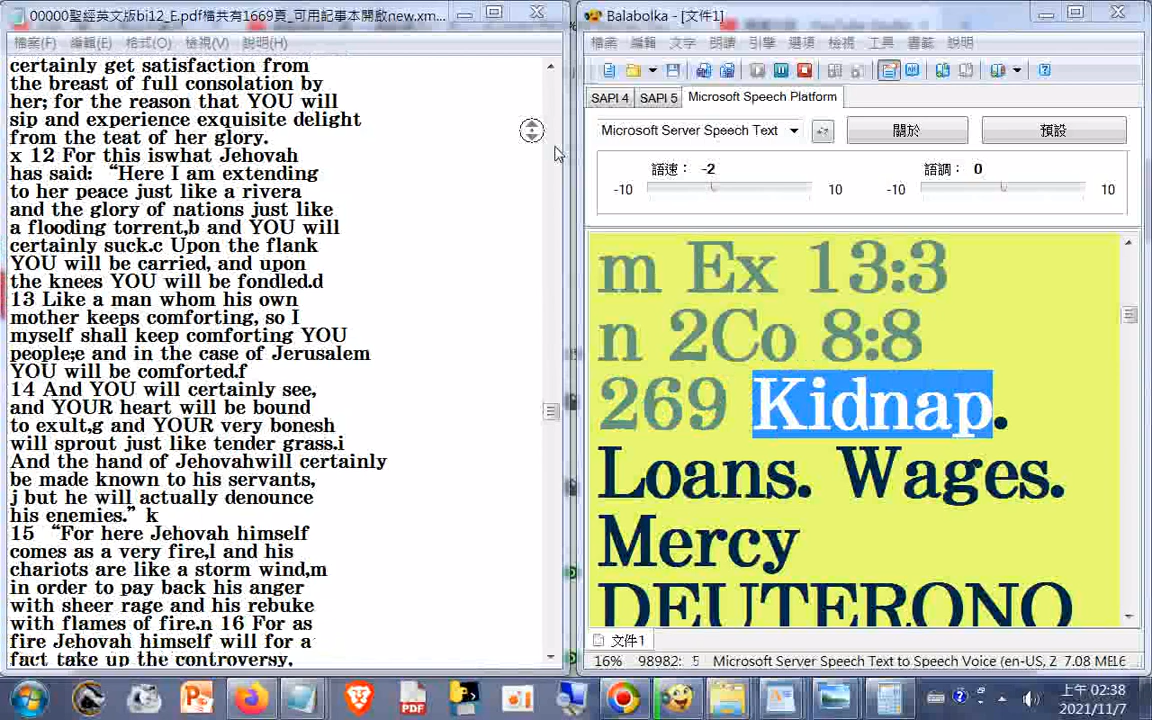 00000聖經英文版bi12_E.pdf檔共有1669頁_可用記事本開啟new.xm...
檔案(F) 編輯(E) 格式(O) 檢視(V) 說明(H)
certainly get satisfaction from
the breast of full consolation by
her; for the reason that YOU will
sip and experience exquisite delight
from the teat of her glory.
x 12 For this iswhat Jehovah
has said: “Here I am extending
to her peace just like a rivera
and the glory of nations just like
a flooding torrent,b and YOU will
certainly suck.c Upon the flank
YOU will be carried, and upon
the knees YOU will be fondled.d
13 Like a man whom his own
mother keeps comforting, so I
myself shall keep comforting YOU
people;e and in the case of Jerusalem
YOU will be comforted.f
14 And YOU will certainly see,
and YOUR heart will be bound
to exult,g and YOUR very bonesh
will sprout just like tender grass.i
And the hand of Jehovahwill certainly
be made known to his servants,
j but he will actually denounce
his enemies.” k
15 “For here Jehovah himself
comes as a very fire,l and his
chariots are like a storm wind,m
in order to pay back his anger
with sheer rage and his rebuke
with flames of fire.n 16 For as
fire Jehovah himself will for a
fact take up the controversy,
Balabolka - [文件1]
檔案 編輯 文字 朗讀 引擎 選項 檢視 工具 書籤 說明
SAPI 4 SAPI 5 Microsoft Speech Platform
Microsoft Server Speech Text 關於 預設
語速： -2 語調： 0
-10 10 -10 10
m Ex 13:3
n 2Co 8:8
269 Kidnap.
Loans. Wages.
Mercy
DEUTERONO
文件1
16% 98982: 5 Microsoft Server Speech Text to Speech Voice (en-US, Z 7.08 ME
上午 02:38
2021/11/7